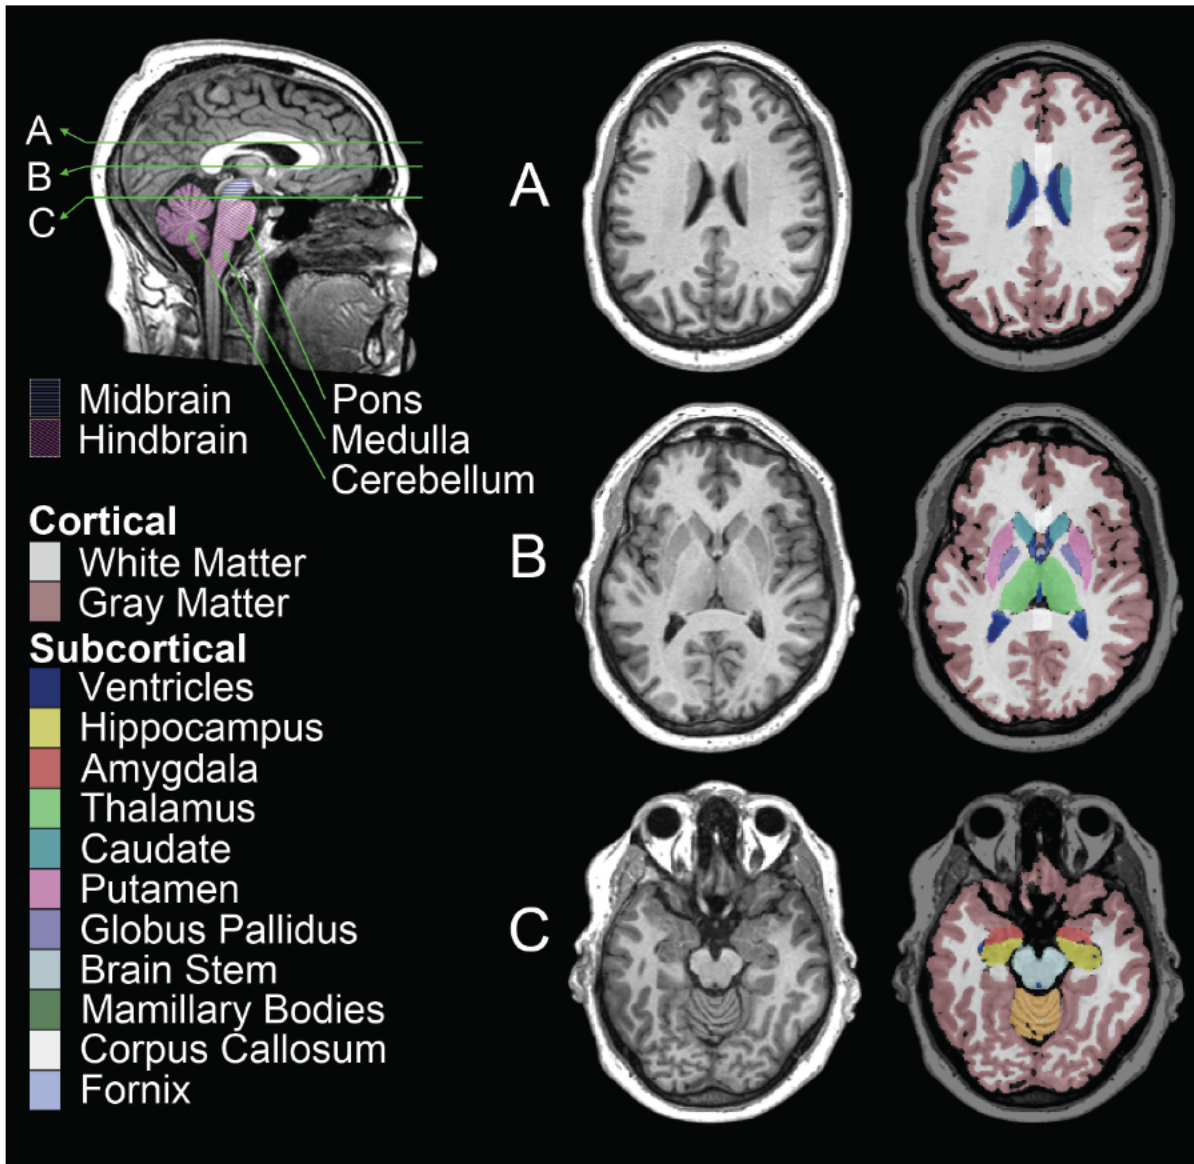 A
B
C
Midbrain
Hindbrain
Pons
Medulla
Cerebellum
Cortical
White Matter
Gray Matter
Subcortical
Ventricles
Hippocampus
Amygdala
Thalamus
Caudate
Putamen
Globus Pallidus
Brain Stem
Mamillary Bodies
Corpus Callosum
Fornix
A
B
C